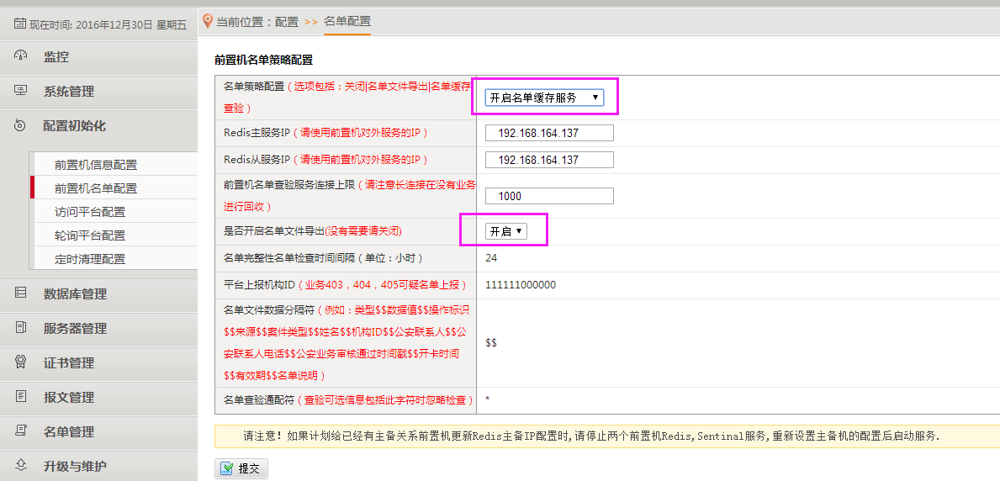 现在时间: 2016年12月30日 星期五
当前位置：配置 >> 名单配置
监控
系统管理
配置初始化
前置机信息配置
前置机名单配置
访问平台配置
轮询平台配置
定时清理配置
数据库管理
服务器管理
证书管理
报文管理
名单管理
升级与维护
前置机名单策略配置
名单策略配置（选项包括：关闭|名单文件导出|名单缓存
查验）
开启名单缓存服务
Redis主服务IP（请使用前置机对外服务的IP）
192.168.164.137
Redis从服务IP（请使用前置机对外服务的IP）
192.168.164.137
前置机名单查验服务连接上限（请注意长连接在没有业务
进行回收）
1000
是否开启名单文件导出(没有需要请关闭)
开启
名单完整性名单检查时间间隔（单位：小时）
24
平台上报机构ID（业务403，404，405可疑名单上报）
111111000000
名单文件数据分隔符（例如：类型$$数据值$$操作标识
$$来源$$案件类型$$姓名$$机构ID$$公安联系人$$公
安联系人电话$$公安业务审核通过时间戳$$开卡时间
$$有效期$$名单说明）
$$
名单查验通配符（查验可选信息包括此字符时忽略检查）
*
请注意！如果计划给已经有主备关系前置机更新Redis主备IP配置时,请停止两个前置机Redis,Sentinal服务,重新设置主备机的配置后启动服务.
提交